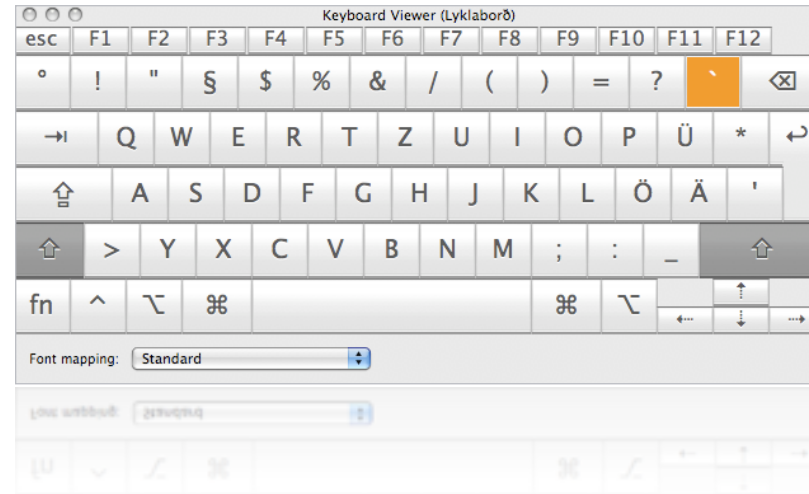 Keyboard Viewer (Lyklaborð)
esc F1 F2 F3 F4 F5 F6 F7 F8 F9 F10 F11 F12
° ! " § $ % & / ( ) = ? ` ⌫
⇥ Q W E R T Z U I O P Ü * ↩
⇪ A S D F G H J K L Ö Ä '
⇧ > Y X C V B N M ; : _ ⇧
fn ^ ⌥ ⌘ ⌘ ⌥ ⇠ ⇡ ⇣ ⇢
Font mapping: Standard